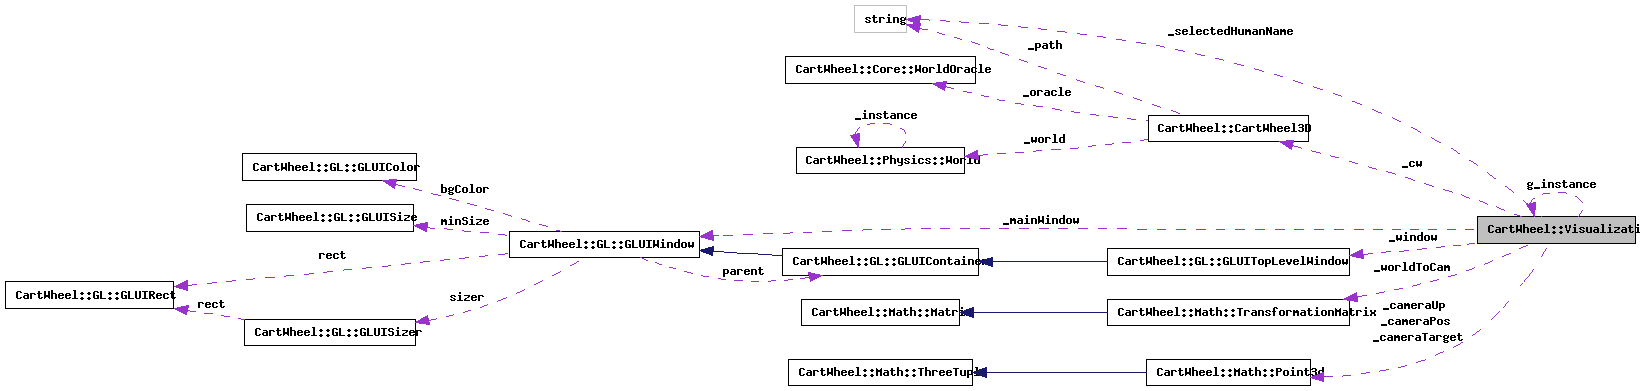 string
_selectedHumanName
_path
CartWheel::Core::WorldOracle
_oracle
_instance
CartWheel::CartWheel3D
_world
CartWheel::Physics::World
CartWheel::GL::GLUIColor
_cw
bgColor
g_instance
CartWheel::GL::GLUISize
minSize
_mainWindow
CartWheel::Visualizati
_window
CartWheel::GL::GLUIWindow
rect
CartWheel::GL::GLUIContainer
CartWheel::GL::GLUITopLevelWindow
parent
_worldToCam
CartWheel::GL::GLUIRect
rect
sizer
_cameraUp
CartWheel::Math::Matrix
CartWheel::Math::TransformationMatrix
_cameraPos
CartWheel::GL::GLUISizer
_cameraTarget
CartWheel::Math::ThreeTuple
CartWheel::Math::Point3d